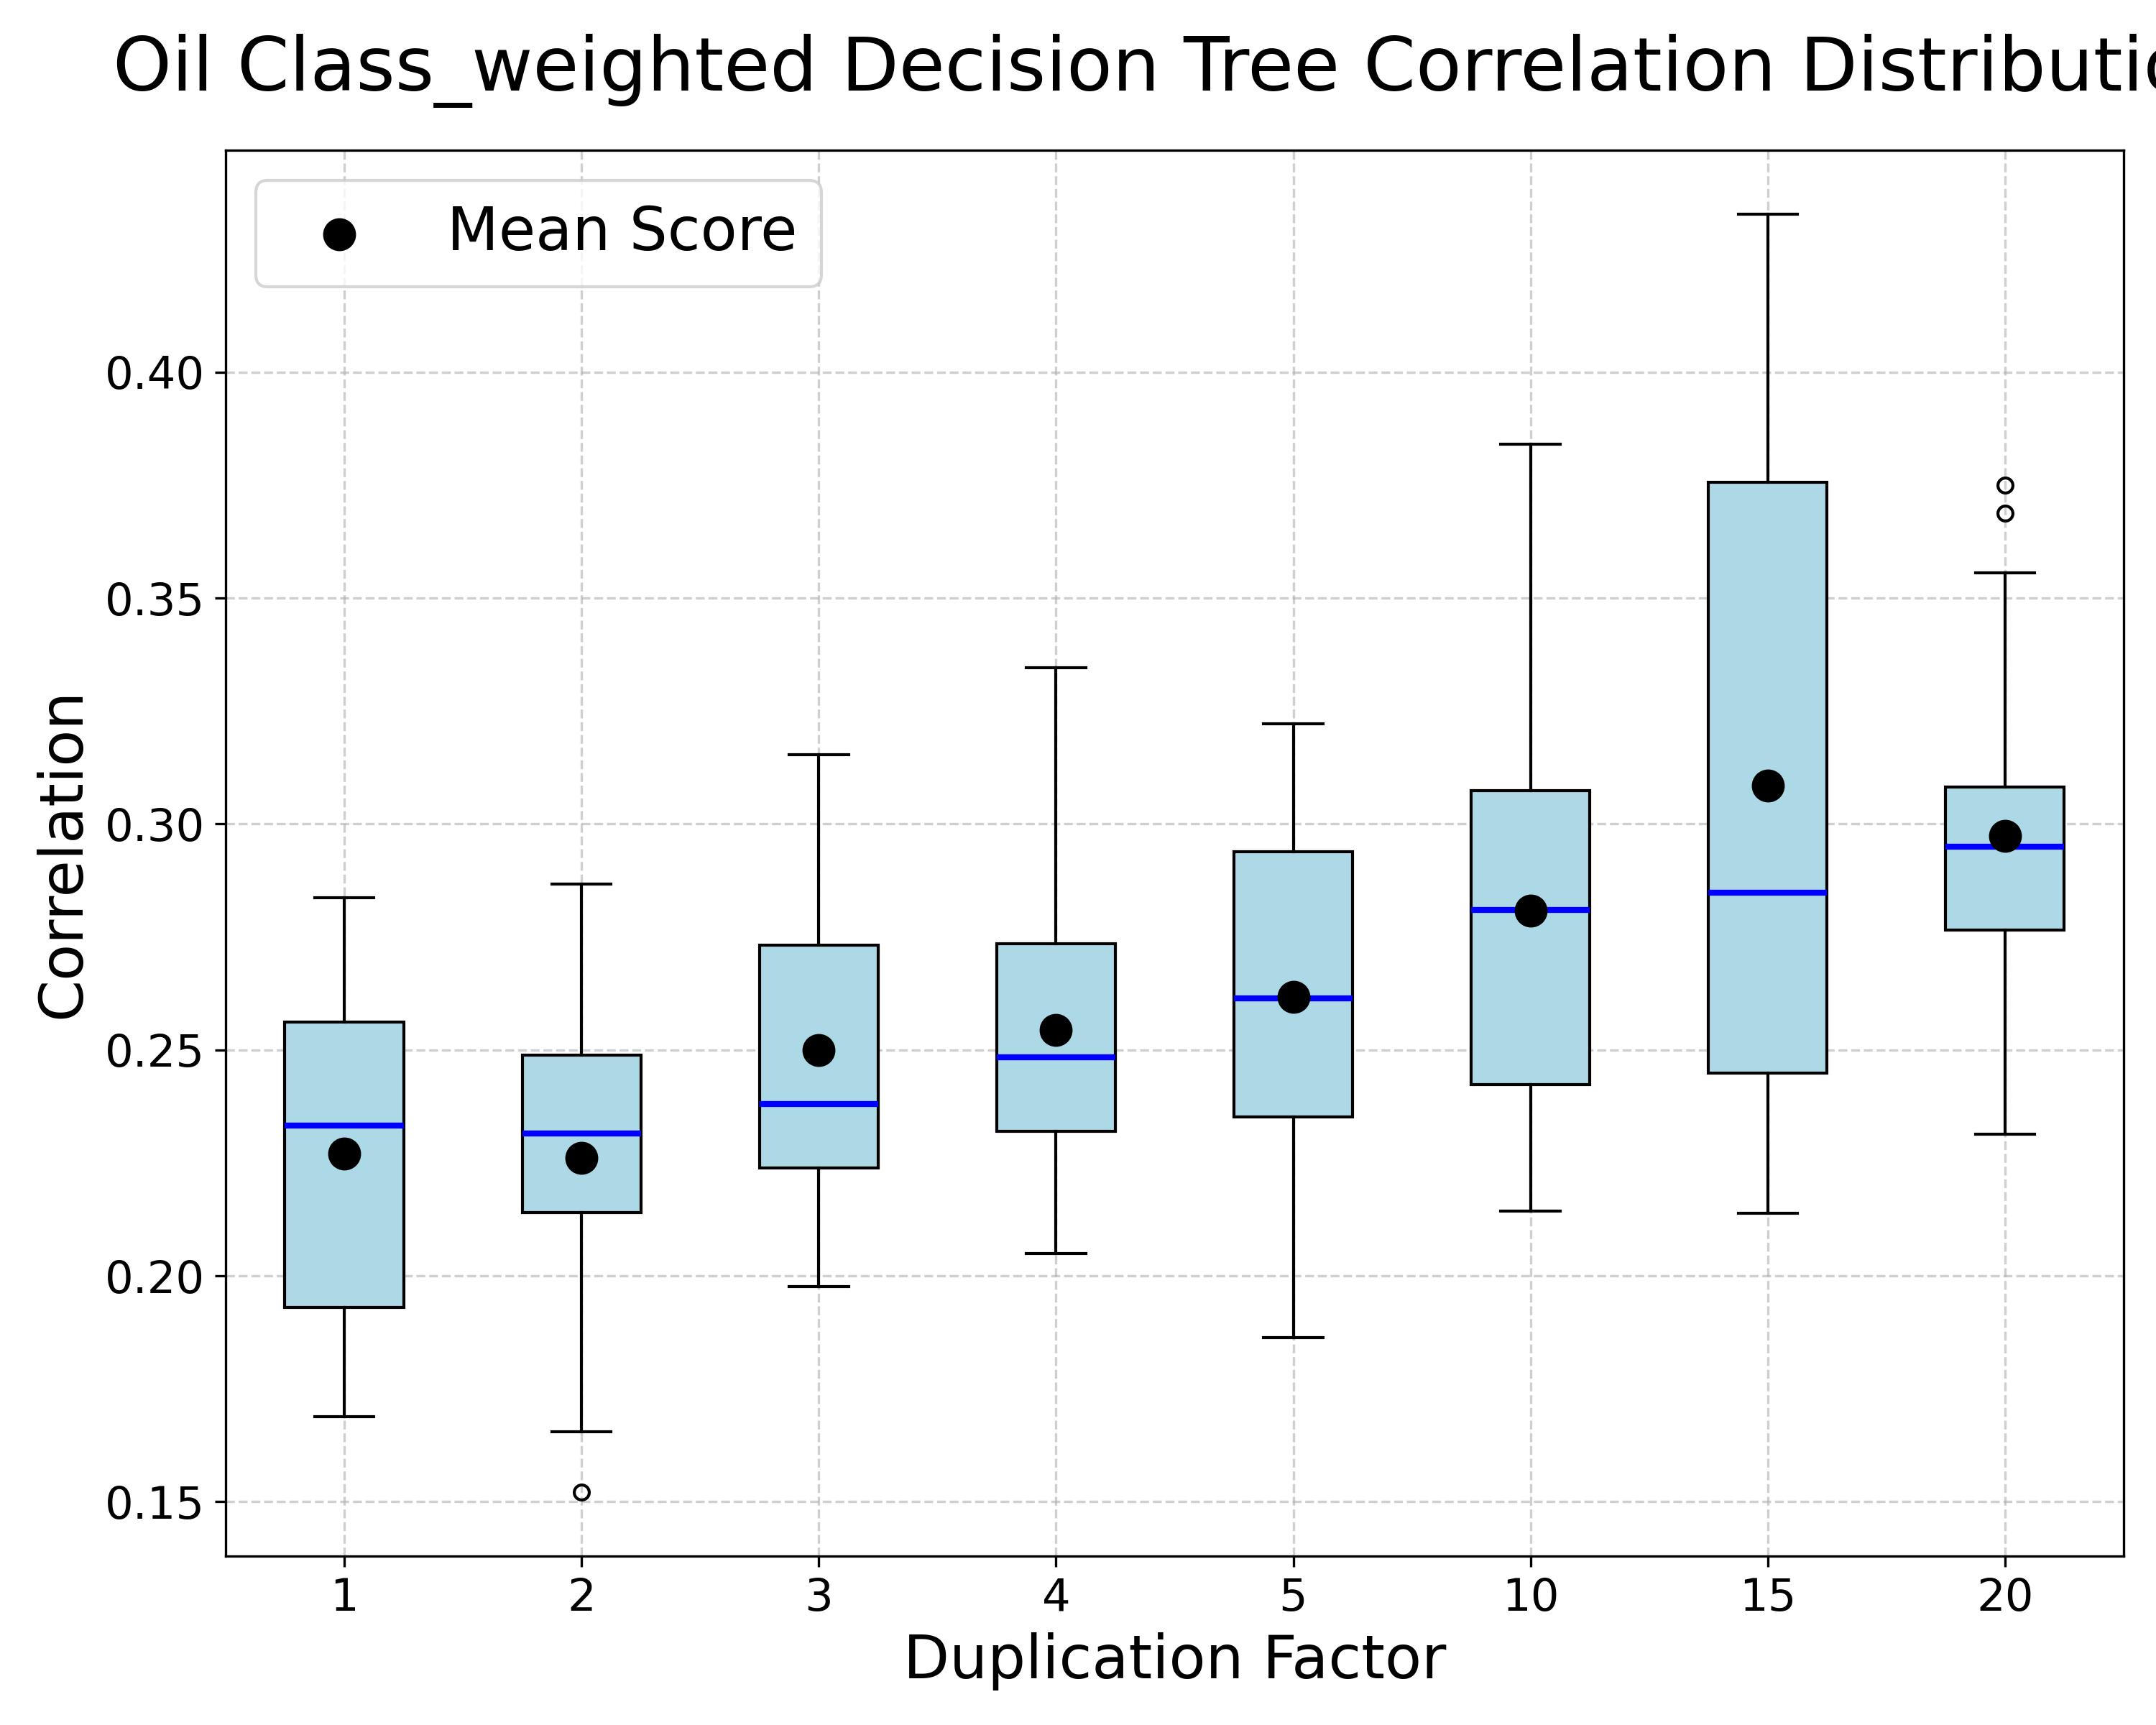 Oil Class_weighted Decision Tree Correlation Distributi
Mean Score
Correlation
0.40
0.35
0.30
0.25
0.20
0.15
1 2 3 4 5 10 15 20
Duplication Factor